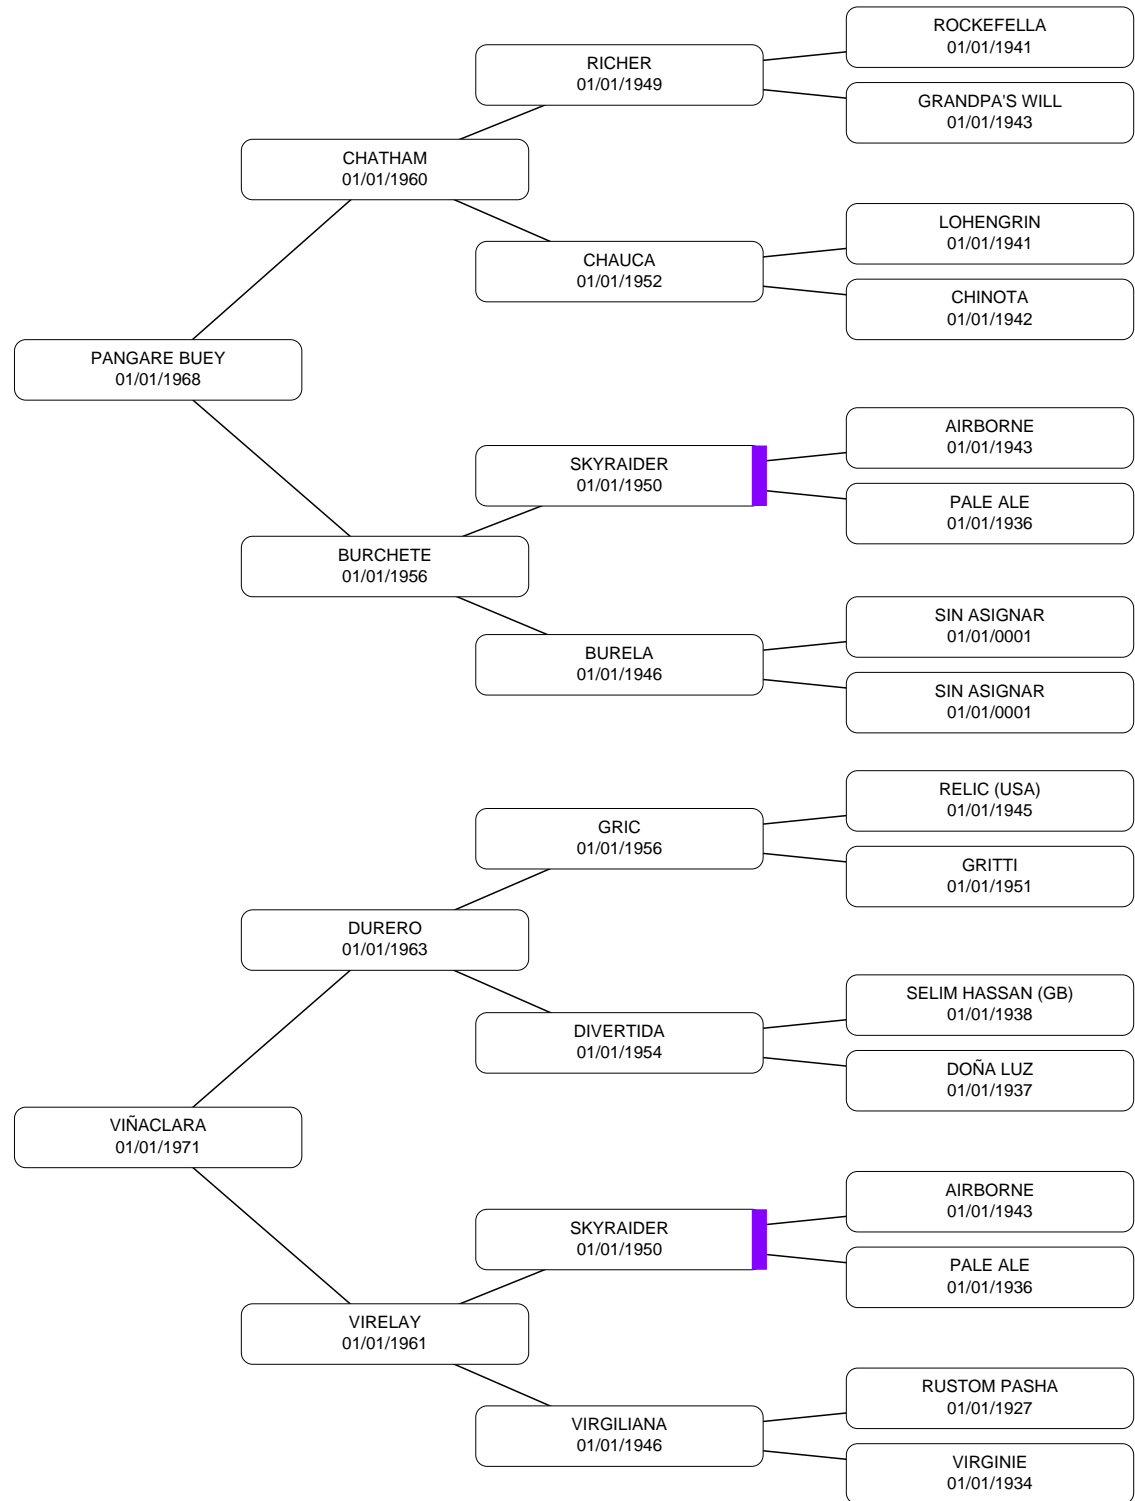 ROCKEFELLA
01/01/1941
RICHER
01/01/1949
GRANDPA'S WILL
01/01/1943
CHATHAM
01/01/1960
LOHENGRIN
01/01/1941
CHAUCA
01/01/1952
CHINOTA
01/01/1942
PANGARE BUEY
01/01/1968
AIRBORNE
01/01/1943
SKYRAIDER
01/01/1950
PALE ALE
01/01/1936
BURCHETE
01/01/1956
SIN ASIGNAR
01/01/0001
BURELA
01/01/1946
SIN ASIGNAR
01/01/0001
RELIC (USA)
01/01/1945
GRIC
01/01/1956
GRITTI
01/01/1951
DURERO
01/01/1963
SELIM HASSAN (GB)
01/01/1938
DIVERTIDA
01/01/1954
DOÑA LUZ
01/01/1937
VIÑACLARA
01/01/1971
AIRBORNE
01/01/1943
SKYRAIDER
01/01/1950
PALE ALE
01/01/1936
VIRELAY
01/01/1961
RUSTOM PASHA
01/01/1927
VIRGILIANA
01/01/1946
VIRGINIE
01/01/1934